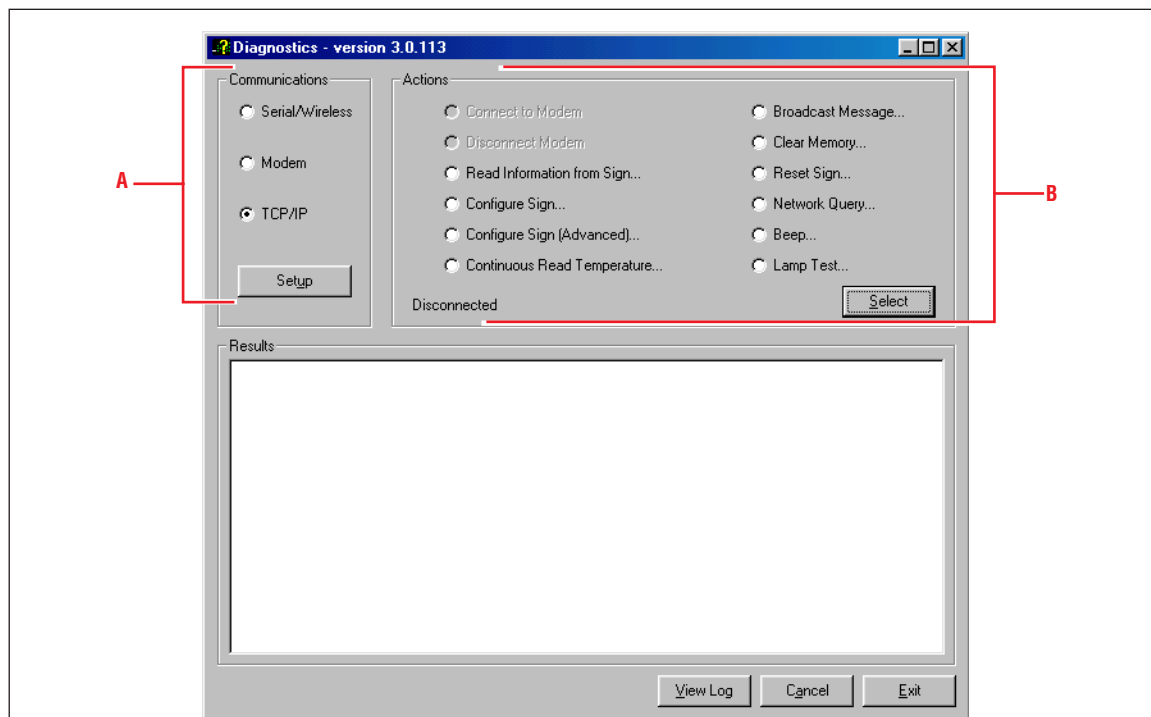 Diagnostics - version 3.0.113
Communications
Serial/Wireless
Modem
TCP/IP
Setup
A
Actions
Connect to Modem
Disconnect Modem
Read Information from Sign...
Configure Sign...
Configure Sign (Advanced)...
Continuous Read Temperature...
Broadcast Message...
Clear Memory...
Reset Sign...
Network Query...
Beep...
Lamp Test...
Disconnected
Select
B
Results
View Log
Cancel
Exit